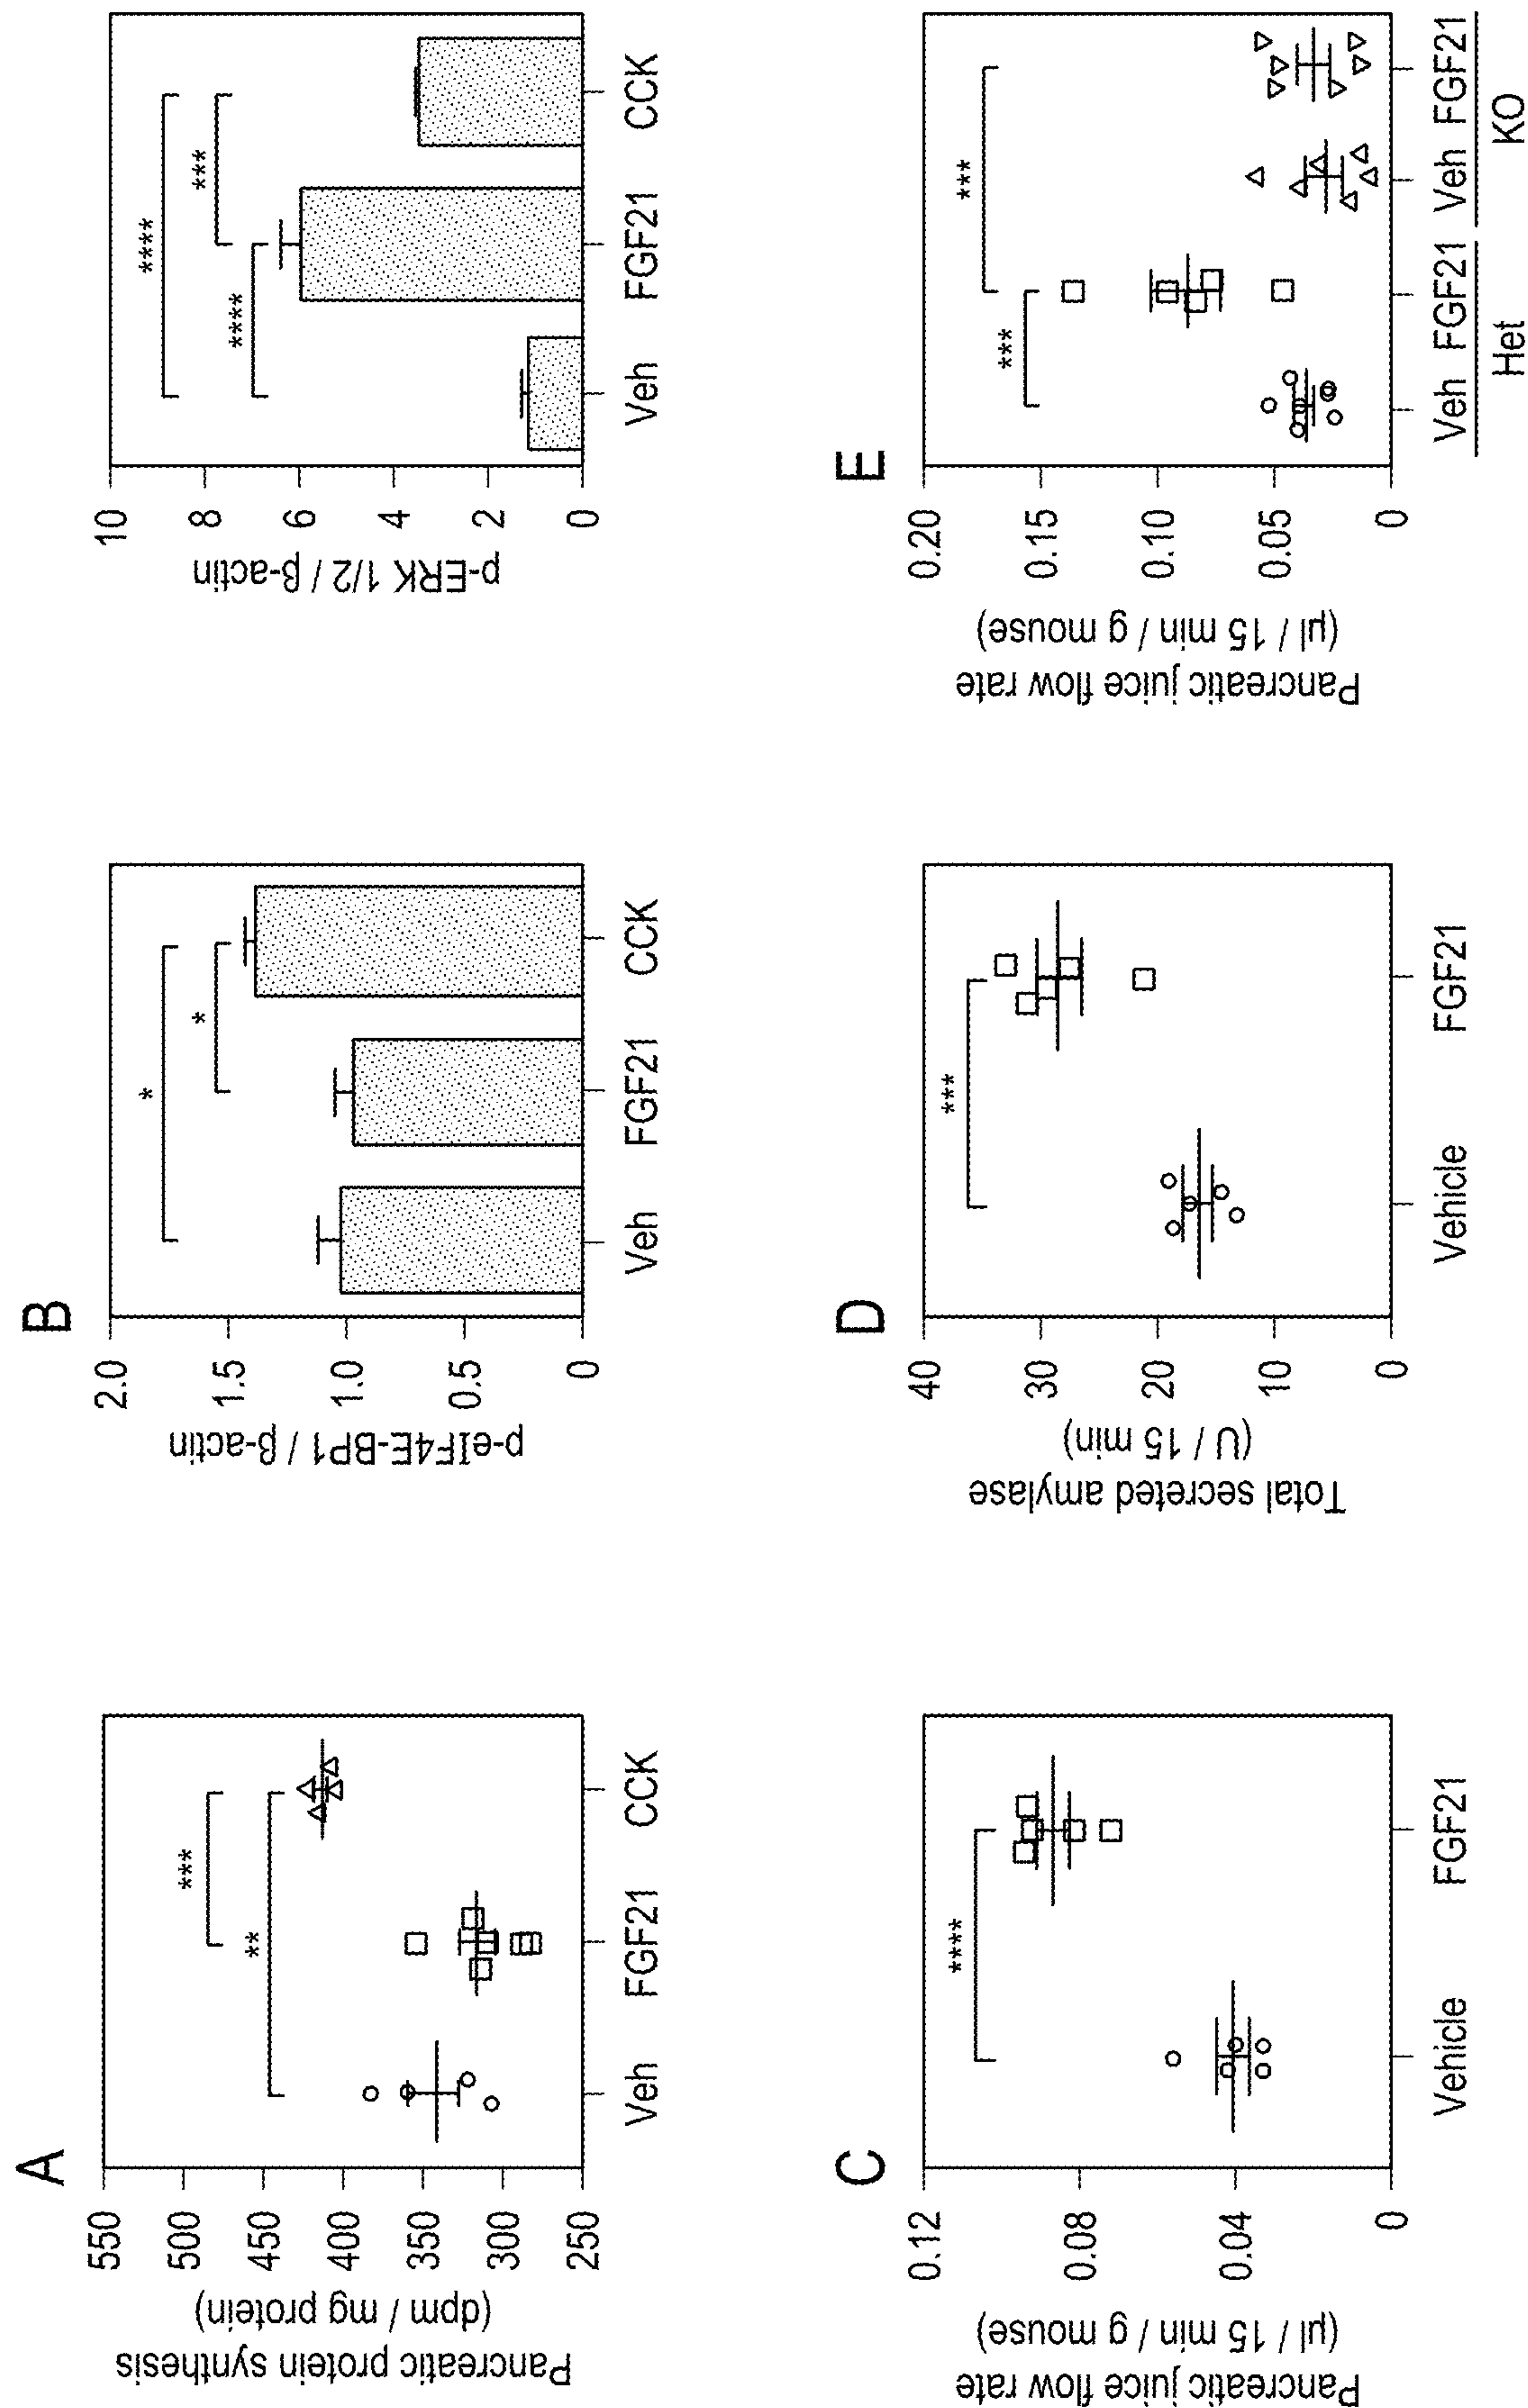 A
550
500
450
400
350
300
250
Pancreatic protein synthesis
(dpm / mg protein)
***
**
Veh FGF21 CCK
B
2.0
1.5
1.0
0.5
0
p-eIF4E-BP1 / β-actin
*
*
Veh FGF21 CCK
10
8
6
4
2
0
p-ERK 1/2 / β-actin
****
***
****
Veh FGF21 CCK
C
0.12
0.08
0.04
0
Pancreatic juice flow rate
(µl / 15 min / g mouse)
****
Vehicle FGF21
D
40
30
20
10
0
Total secreted amylase
(U / 15 min)
***
Vehicle FGF21
E
0.20
0.15
0.10
0.05
0
Pancreatic juice flow rate
(µl / 15 min / g mouse)
***
***
Veh FGF21 Veh FGF21
Het KO